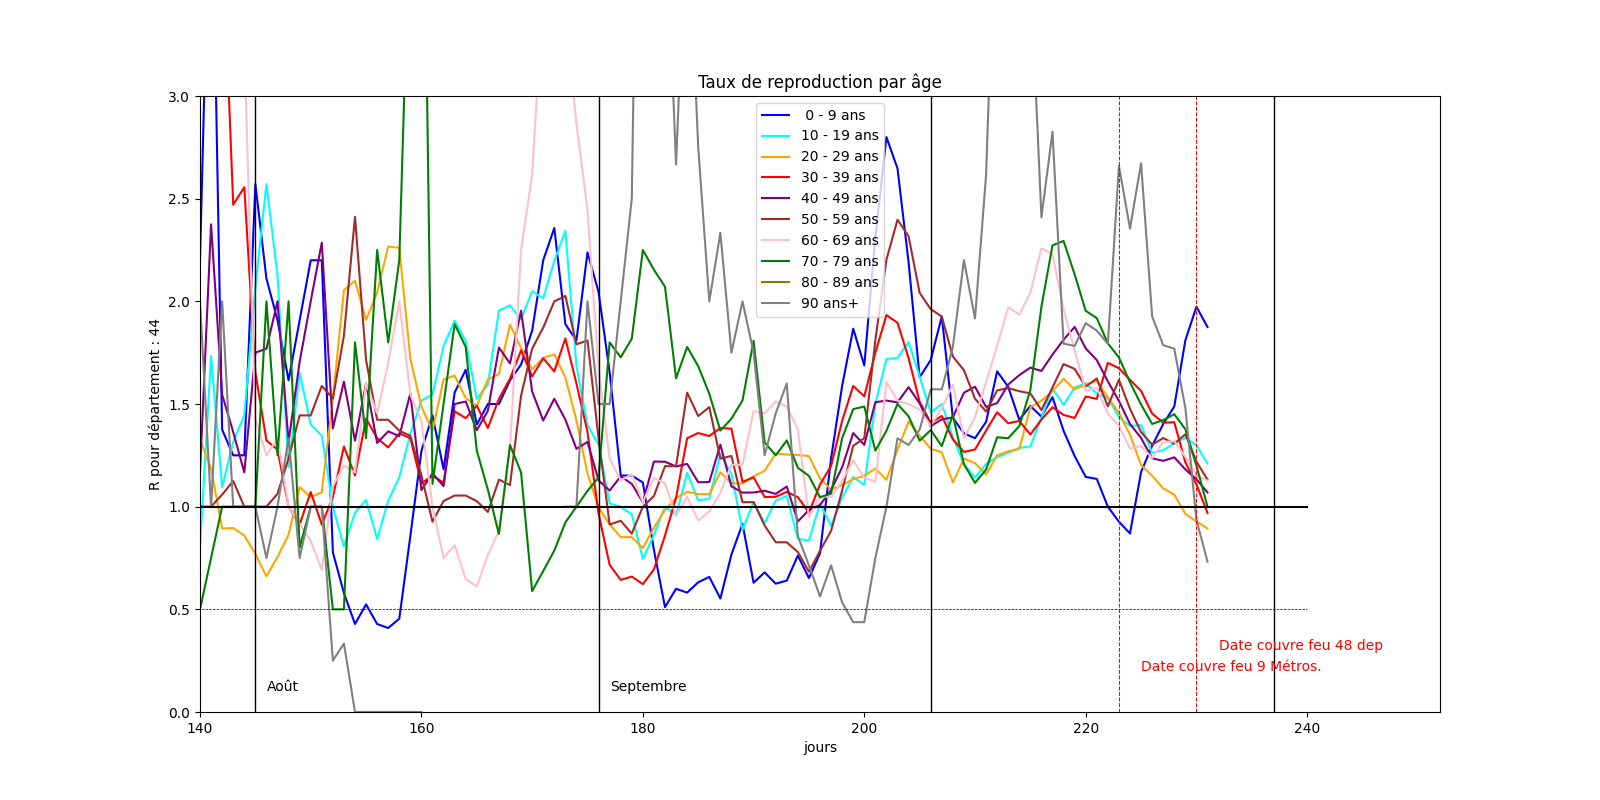 Taux de reproduction par âge
R pour département : 44
3.0
2.5
2.0
1.5
1.0
0.5
0.0
0 - 9 ans
10 - 19 ans
20 - 29 ans
30 - 39 ans
40 - 49 ans
50 - 59 ans
60 - 69 ans
70 - 79 ans
80 - 89 ans
90 ans+
Date couvre feu 48 dep
Date couvre feu 9 Métros.
Août
Septembre
140
160
180
200
220
240
jours